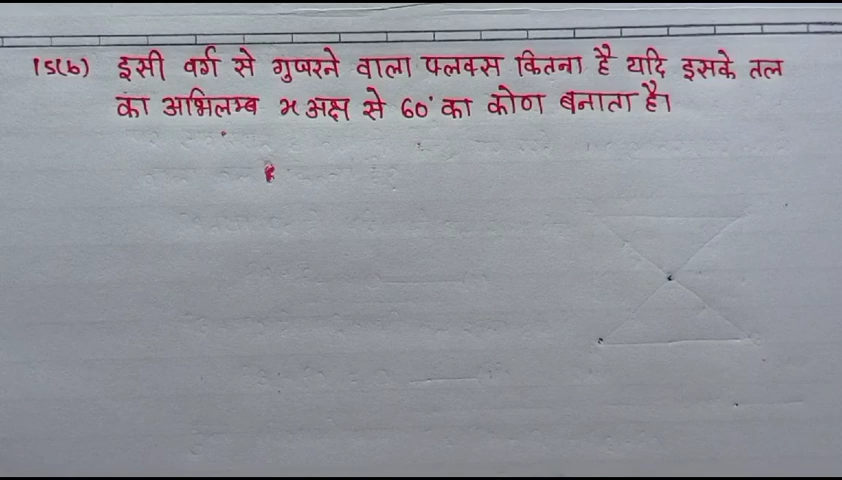 15(b) इसी वर्ग से गुजरने वाला फ्लक्स कितना है यदि इसके तल
का अभिलम्ब x अक्ष से 60° का कोण बनाता है।